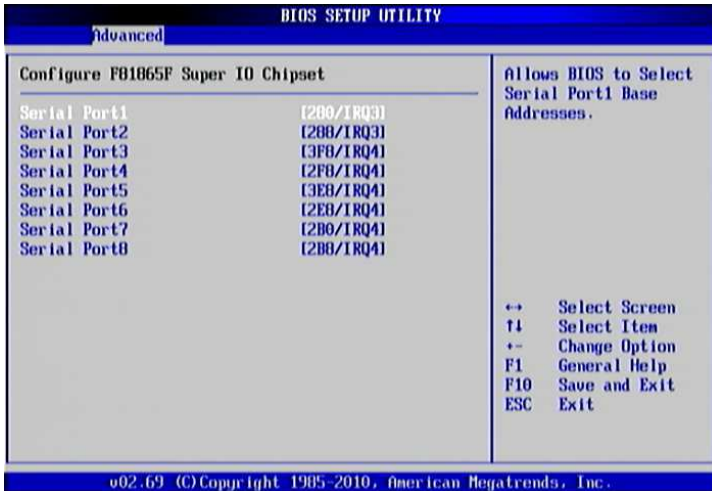 BIOS SETUP UTILITY
Advanced
Configure F81865F Super IO Chipset
Serial Port1 [280/IRQ3]
Serial Port2 [288/IRQ3]
Serial Port3 [3F8/IRQ4]
Serial Port4 [2F8/IRQ4]
Serial Port5 [3E8/IRQ4]
Serial Port6 [2E8/IRQ4]
Serial Port7 [2B0/IRQ4]
Serial Port8 [2B8/IRQ4]
Allows BIOS to Select
Serial Port1 Base
Addresses.
↔ Select Screen
↑↓ Select Item
+- Change Option
F1 General Help
F10 Save and Exit
ESC Exit
v02.69 (C)Copyright 1985-2010, American Megatrends, Inc.